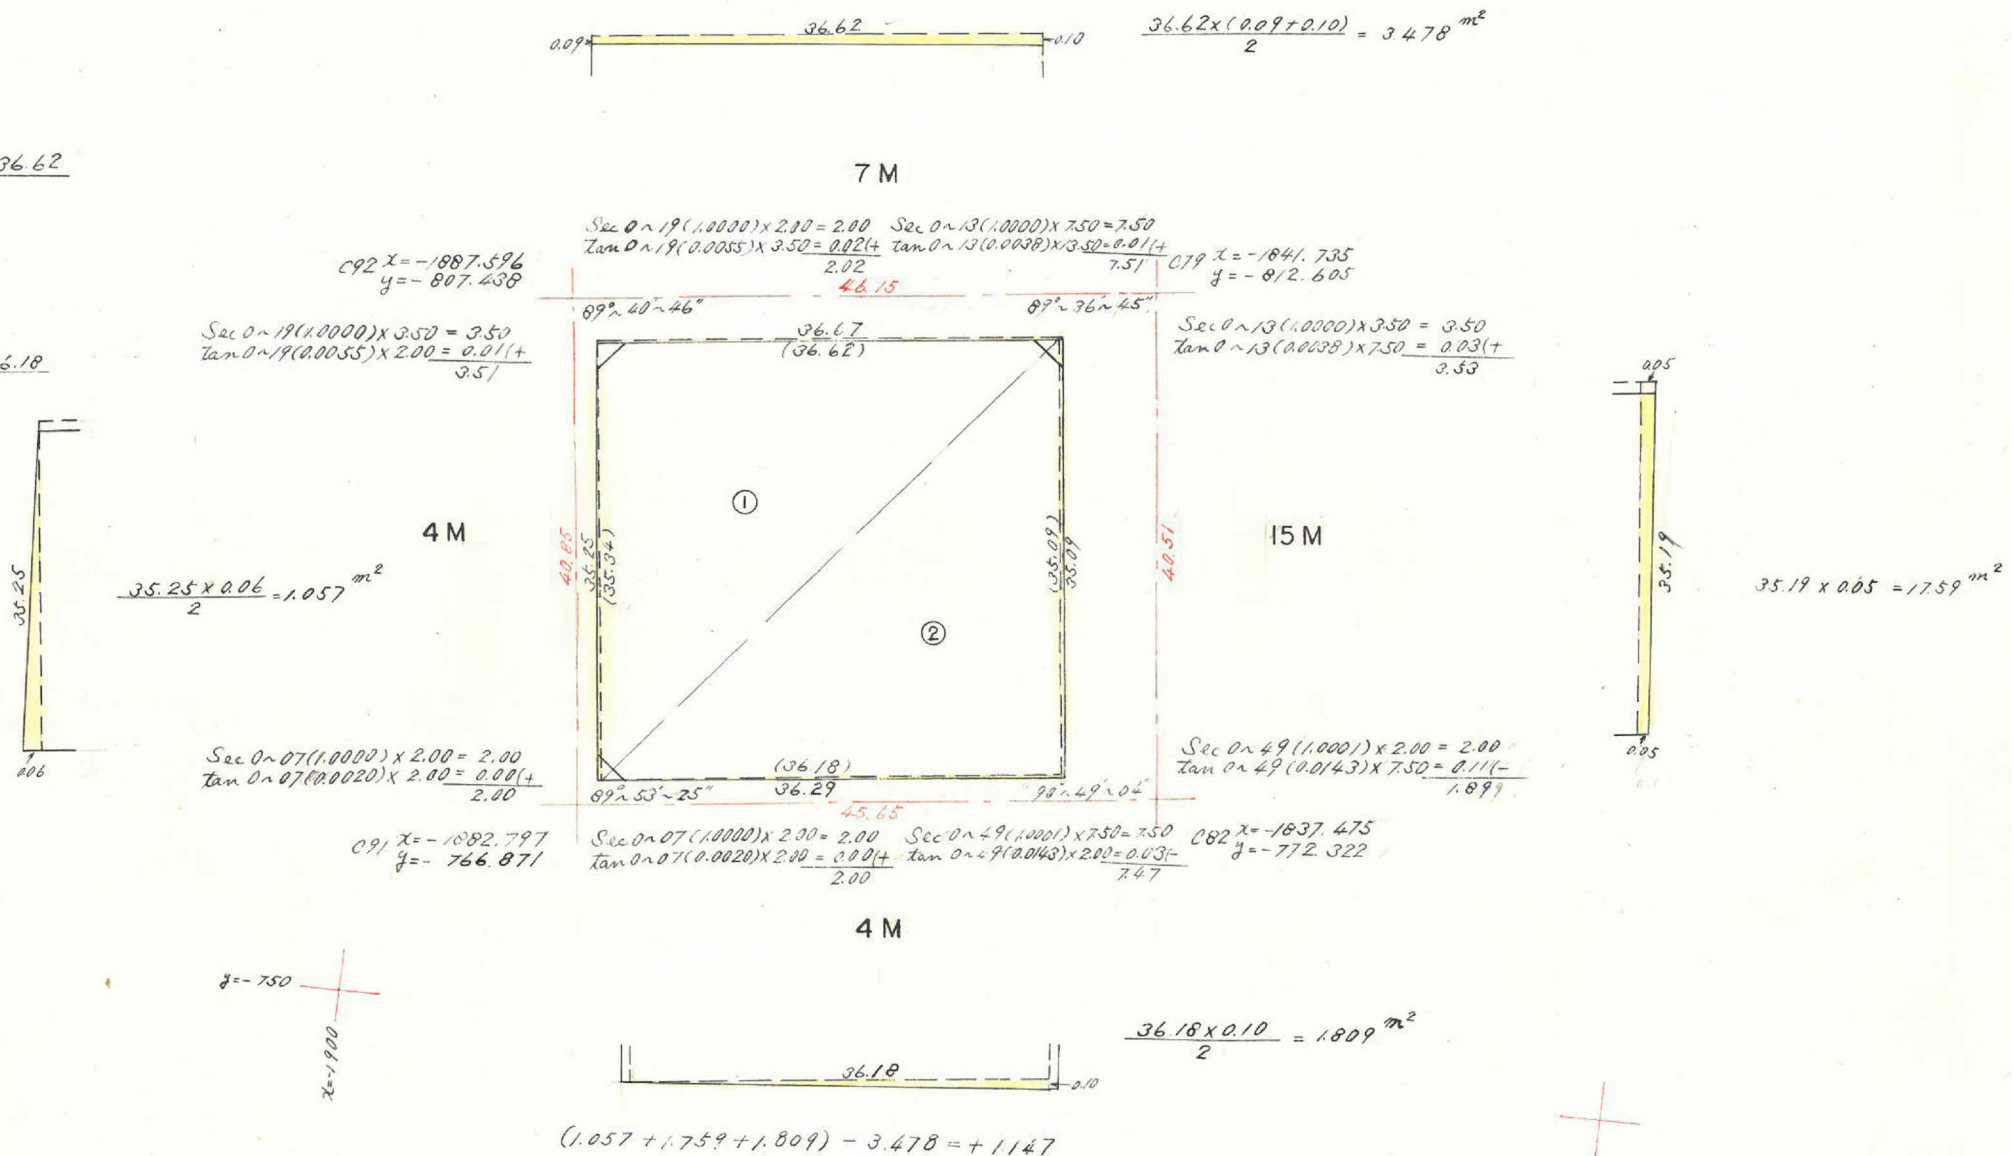 36.62
0.09
0.10
36.62×(0.09+0.10)
2
= 3.478 m²
36.62
7 M
Sec 0~19(1.0000)×2.00=2.00 Sec 0~13(1.0000)×7.50=7.50
tan 0~19(0.0055)×3.50=0.02(+ tan 0~13(0.0038)×3.50=0.01(+
2.02 7.51
C92 x=-1887.596
y=-807.438
C79 x=-1841.735
y=-812.605
46.15
89°~40'~46" 89°~36'~45"
Sec 0~19(1.0000)×3.50 = 3.50
tan 0~19(0.0055)×2.00 = 0.01(+
3.51
36.67
(36.62)
Sec 0~13(1.0000)×3.50 = 3.50
tan 0~13(0.0038)×7.50 = 0.03(+
3.53
6.18
0.05
①
4 M
15 M
40.85
35.25
(35.34)
(35.09)
35.09
40.51
35.25
35.25×0.06
2
=1.057 m²
35.19
35.19 × 0.05 = 17.59 m²
②
0.06
0.05
Sec 0~07(1.0000)×2.00= 2.00
tan 0~07(0.0020)×2.00= 0.00(+
2.00
(36.18)
36.29
Sec 0~49(1.0001)×2.00 = 2.00
tan 0~49(0.0143)×7.50 = 0.11(-
1.899
89°~53'~25" 90°~49'~04"
45.65
C91 x=-1882.797
y=-766.871
Sec 0~07(1.0000)×2.00= 2.00 Sec 0~49(1.0001)×7.50=7.50
tan 0~07(0.0020)×2.00 = 0.00(+ tan 0~49(0.0143)×2.00=0.03(-
2.00 7.47
C82 x=-1837.475
y=-772.322
4 M
y=-750
x=-1900
36.18×0.10
2
= 1.809 m²
36.18
0.10
(1.057+1.759+1.809) - 3.478 = + 1.147